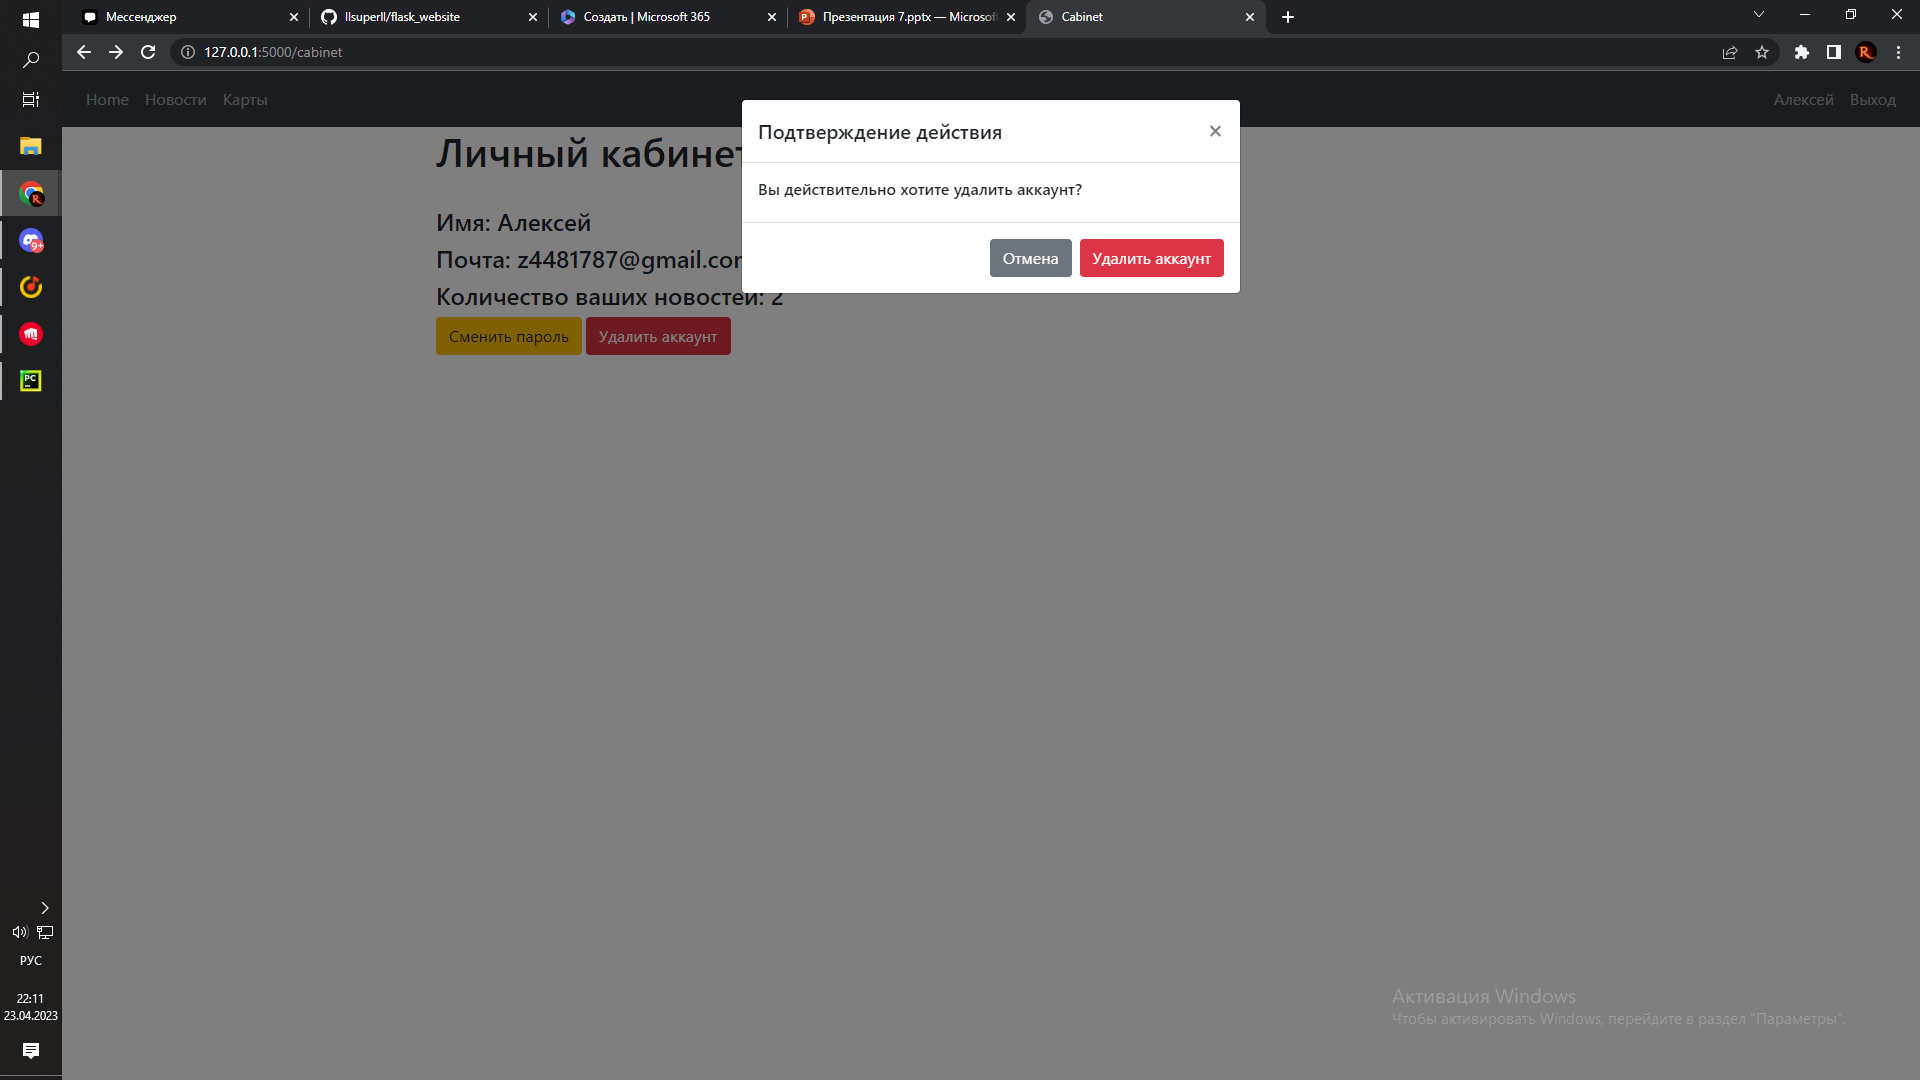 Мессенджер
llsuperll/flask_website
Создать | Microsoft 365
Презентация 7.pptx — Microsof
Cabinet
127.0.0.1:5000/cabinet
R
Home Новости Карты
Алексей Выход
Подтверждение действия
×
Вы действительно хотите удалить аккаунт?
Отмена Удалить аккаунт
Личный кабинет
Имя: Алексей
Почта: z4481787@gmail.com
Количество ваших новостей: 2
Сменить пароль Удалить аккаунт
9+
PC
РУС
22:11
23.04.2023
Активация Windows
Чтобы активировать Windows, перейдите в раздел "Параметры".